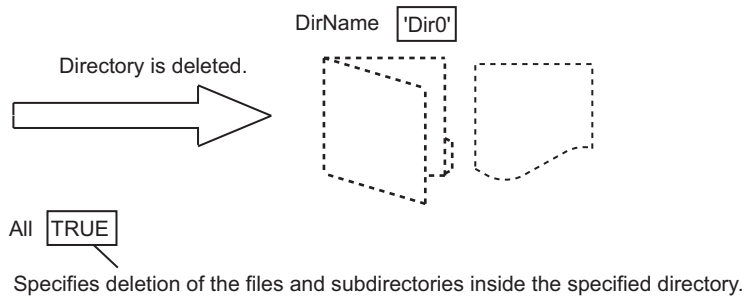 DirName 'Dir0'
Directory is deleted.
All TRUE
Specifies deletion of the files and subdirectories inside the specified directory.